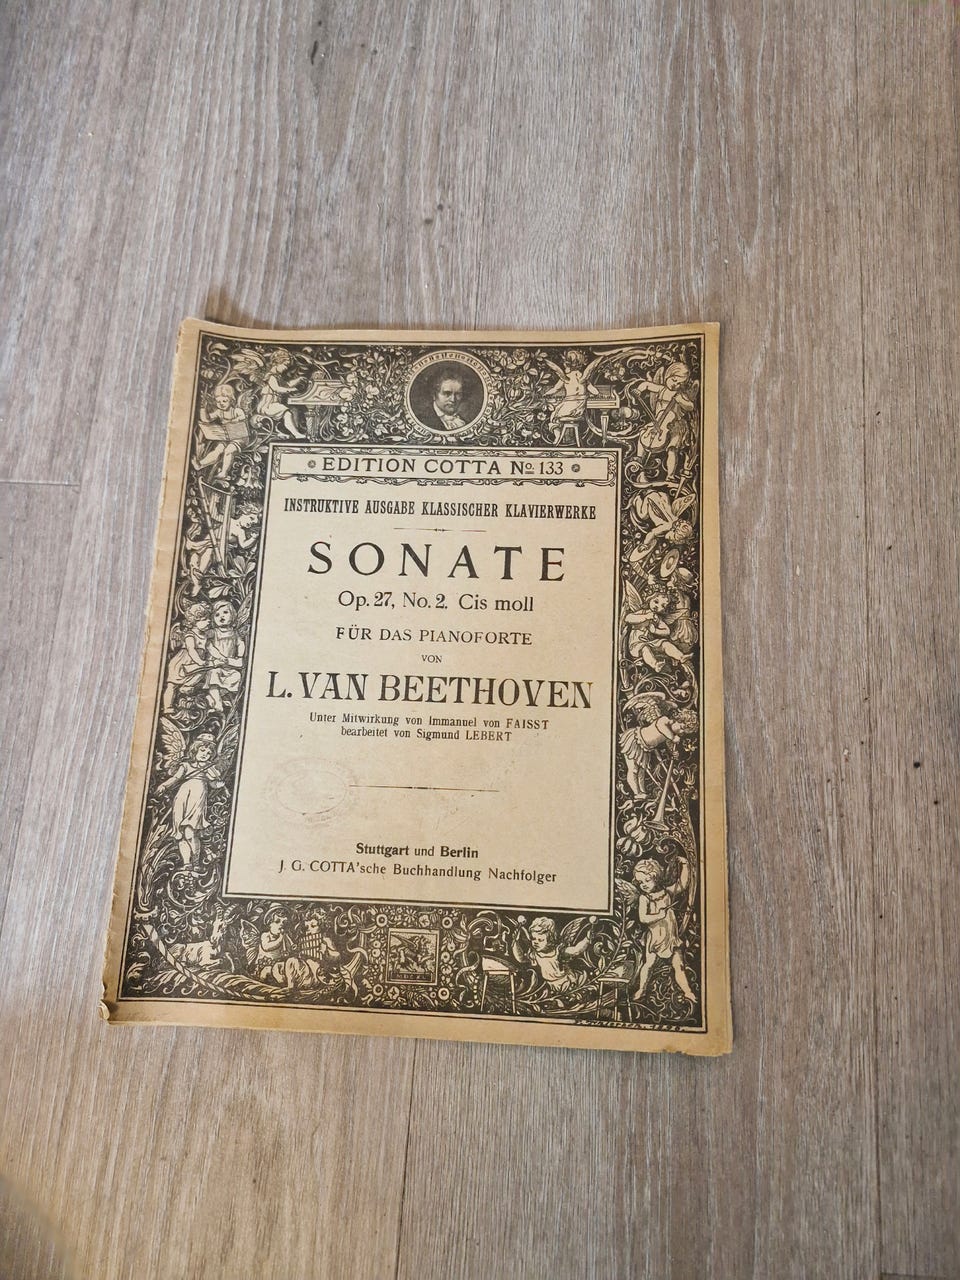 EDITION COTTA No. 133
INSTRUKTIVE AUSGABE KLASSISCHER KLAVIERWERKE
SONATE
Op. 27, No. 2. Cis moll
FÜR DAS PIANOFORTE
VON
L. VAN BEETHOVEN
Unter Mitwirkung von Immanuel von FAISST
bearbeitet von Sigmund LEBERT
Stuttgart und Berlin
J. G. COTTA'sche Buchhandlung Nachfolger